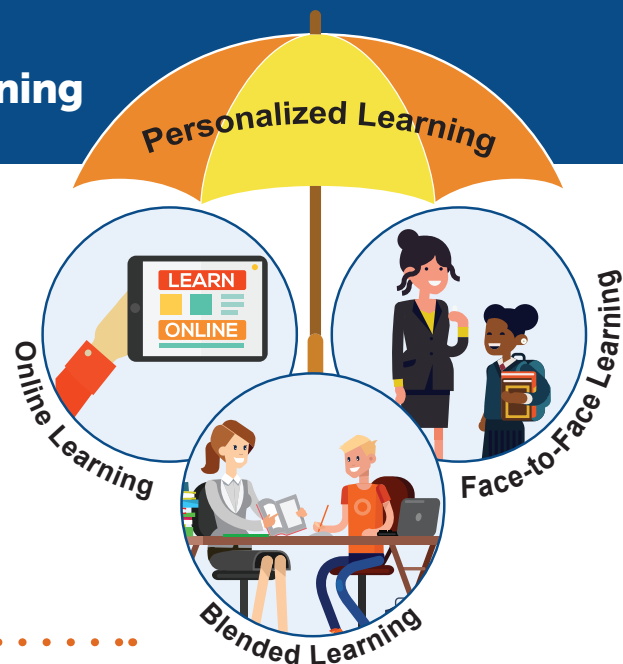 ning
Personalized Learning
LEARN
ONLINE
Online Learning
Face-to-Face Learning
Blended Learning